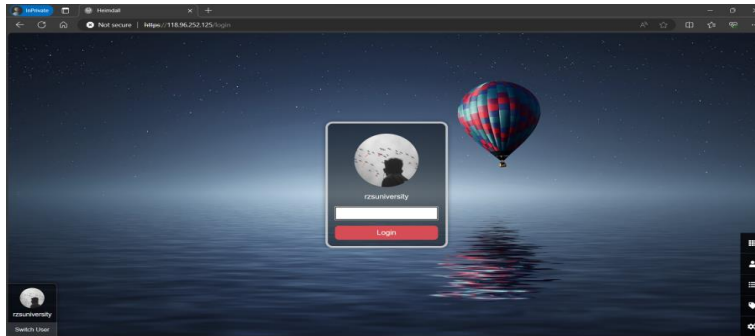 InPrivate
Heimdall
Not secure | https://118.96.252.125/login
rzsuniversity
Login
rzsuniversity
Switch User